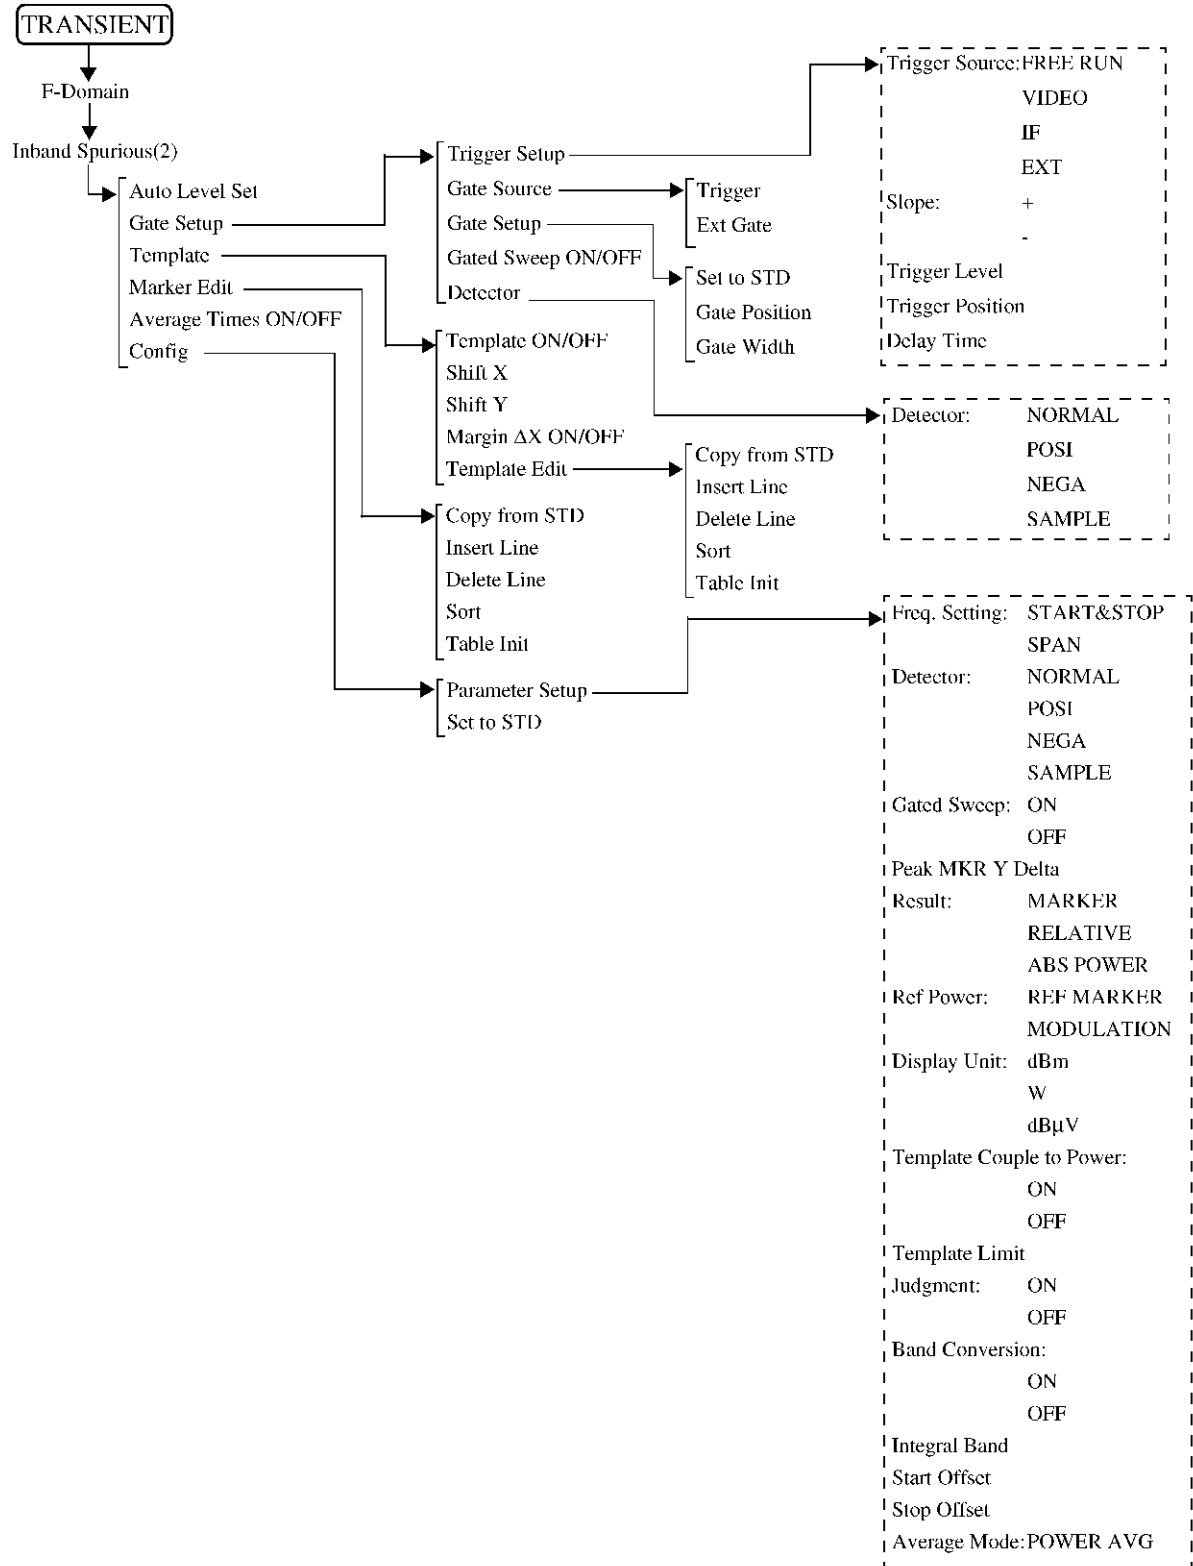 TRANSIENT
F-Domain
Inband Spurious(2)
Auto Level Set
Gate Setup
Template
Marker Edit
Average Times ON/OFF
Config
Trigger Setup
Gate Source
Gate Setup
Gated Sweep ON/OFF
Detector
Trigger
Ext Gate
Set to STD
Gate Position
Gate Width
Template ON/OFF
Shift X
Shift Y
Margin ΔX ON/OFF
Template Edit
Copy from STD
Insert Line
Delete Line
Sort
Table Init
Copy from STD
Insert Line
Delete Line
Sort
Table Init
Parameter Setup
Set to STD
Trigger Source: FREE RUN
VIDEO
IF
EXT
Slope: +
-
Trigger Level
Trigger Position
Delay Time
Detector: NORMAL
POSI
NEGA
SAMPLE
Freq. Setting: START&STOP
SPAN
Detector: NORMAL
POSI
NEGA
SAMPLE
Gated Sweep: ON
OFF
Peak MKR Y Delta
Result: MARKER
RELATIVE
ABS POWER
Ref Power: REF MARKER
MODULATION
Display Unit: dBm
W
dBμV
Template Couple to Power:
ON
OFF
Template Limit
Judgment: ON
OFF
Band Conversion:
ON
OFF
Integral Band
Start Offset
Stop Offset
Average Mode: POWER AVG